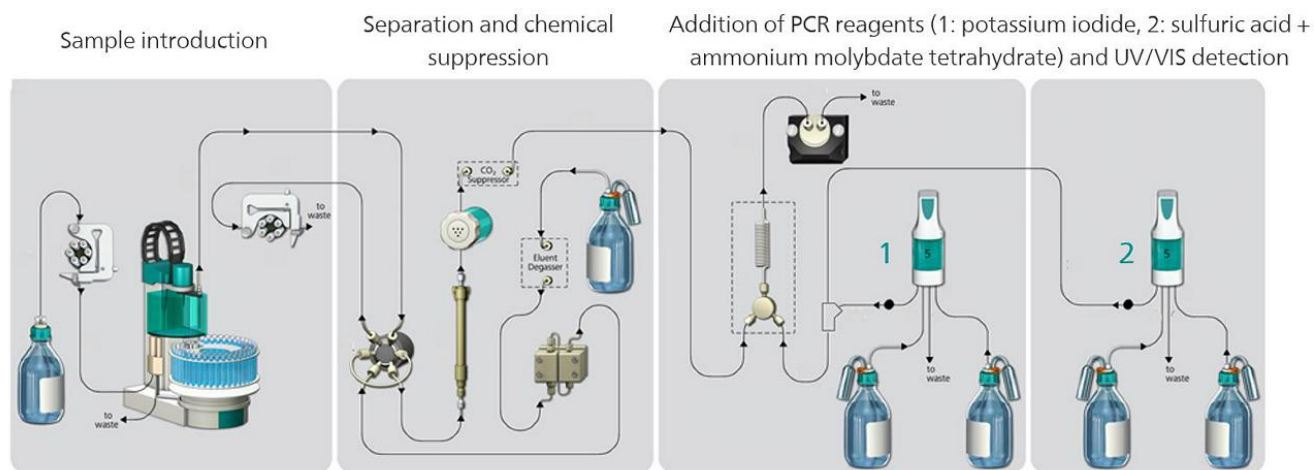 Sample introduction
Separation and chemical
suppression
Addition of PCR reagents (1: potassium iodide, 2: sulfuric acid +
ammonium molybdate tetrahydrate) and UV/VIS detection
to
waste
to
waste
CO2
Suppressor
Eluent
Degasser
to
waste
1
5
to
waste
2
5
to
waste